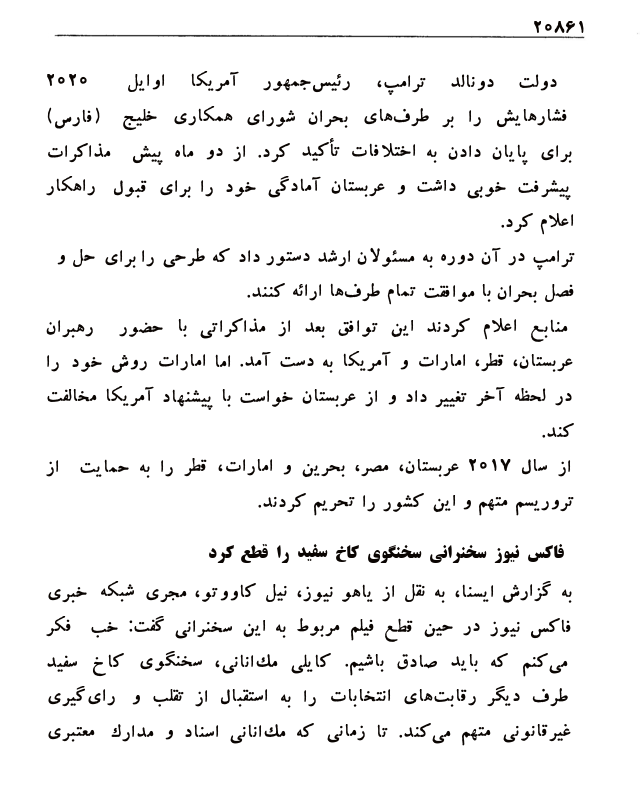 ۲۰۸۶۱
دولت دونالد ترامپ، رئیس‌جمهور آمریکا اوایل ۲۰۲۰
فشارهایش را بر طرف‌های بحران شورای همکاری خلیج (فارس)
برای پایان دادن به اختلافات تأکید کرد. از دو ماه پیش مذاکرات
پیشرفت خوبی داشت و عربستان آمادگی خود را برای قبول راهکار
اعلام کرد.
ترامپ در آن دوره به مسئولان ارشد دستور داد که طرحی را برای حل و
فصل بحران با موافقت تمام طرف‌ها ارائه کنند.
منابع اعلام کردند این توافق بعد از مذاکراتی با حضور رهبران
عربستان، قطر، امارات و آمریکا به دست آمد. اما امارات روش خود را
در لحظه آخر تغییر داد و از عربستان خواست با پیشنهاد آمریکا مخالفت
کند.
از سال ۲۰۱۷ عربستان، مصر، بحرین و امارات، قطر را به حمایت از
تروریسم متهم و این کشور را تحریم کردند.
فاکس نیوز سخنرانی سخنگوی کاخ سفید را قطع کرد
به گزارش ایسنا، به نقل از یاهو نیوز، نیل کاووتو، مجری شبکه خبری
فاکس نیوز در حین قطع فیلم مربوط به این سخنرانی گفت: خب فکر
می‌کنم که باید صادق باشیم. کایلی مك‌انانی، سخنگوی کاخ سفید
طرف دیگر رقابت‌های انتخابات را به استقبال از تقلب و رای‌گیری
غیرقانونی متهم می‌کند. تا زمانی که مك‌انانی اسناد و مدارك معتبری